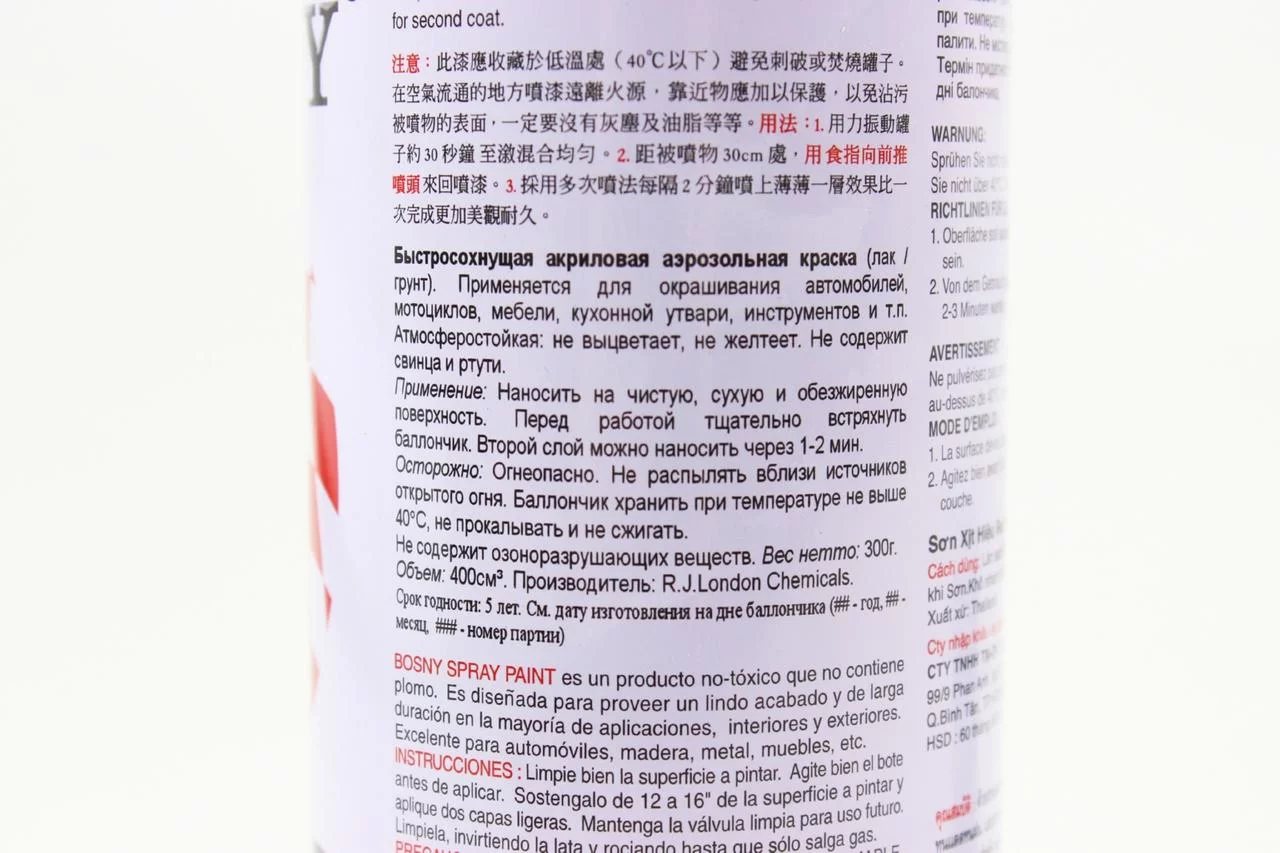 Y
for second coat.
注意：此漆應收藏於低溫處（40℃以下）避免刺破或焚燒罐子。
在空氣流通的地方噴漆遠離火源，靠近物應加以保護，以免沾污
被噴物的表面，一定要沒有灰塵及油脂等等。用法：1. 用力振動罐
子約 30 秒鐘 至激混合均勻。2. 距被噴物 30cm 處，用食指向前推
噴頭來回噴漆。3. 採用多次噴法每隔 2 分鐘噴上薄薄一層效果比一
次完成更加美觀耐久。
Быстросохнущая акриловая аэрозольная краска (лак /
грунт). Применяется для окрашивания автомобилей,
мотоциклов, мебели, кухонной утвари, инструментов и т.п.
Атмосферостойкая: не выцветает, не желтеет. Не содержит
свинца и ртути.
Применение: Наносить на чистую, сухую и обезжиренную
поверхность. Перед работой тщательно встряхнуть
баллончик. Второй слой можно наносить через 1-2 мин.
Осторожно: Огнеопасно. Не распылять вблизи источников
открытого огня. Баллончик хранить при температуре не выше
40°C, не прокалывать и не сжигать.
Не содержит озоноразрушающих веществ. Вес нетто: 300г.
Объем: 400см³. Производитель: R.J.London Chemicals.
Срок годности: 5 лет. См. дату изготовления на дне баллончика (## - год, ## -
месяц, ### - номер партии)
BOSNY SPRAY PAINT es un producto no-tóxico que no contiene
plomo. Es diseñada para proveer un lindo acabado y de larga
duración en la mayoría de aplicaciones, interiores y exteriores.
Excelente para automóviles, madera, metal, muebles, etc.
INSTRUCCIONES : Limpie bien la superficie a pintar. Agite bien el bote
antes de aplicar. Sostengalo de 12 a 16" de la superficie a pintar y
aplique dos capas ligeras. Mantenga la válvula limpia para uso futuro.
Limpiela, invirtiendo la lata y rociando hasta que sólo salga gas.
при
палити. Не
Термін
дні балончика
WARNUNG:
Sprühen Sie nicht
Sie nicht über 40°C
RICHTLINIEN FÜR
1. Oberfläche
sein.
2. Von dem
2-3 Minuten
AVERTISSEMENT
Ne pulvérisez
au-dessus de 40°C
MODE D'EMPLOI
1. La surface
2. Agitez bien
couche.
Sơn Xịt Hiệu
Cách dùng:
khi Sơn.
Xuất xứ:
Cty nhập
CTY TNHH
99/9 Phan Anh
Q.Bình Tân,
HSD : 60
คุณสมบัติ